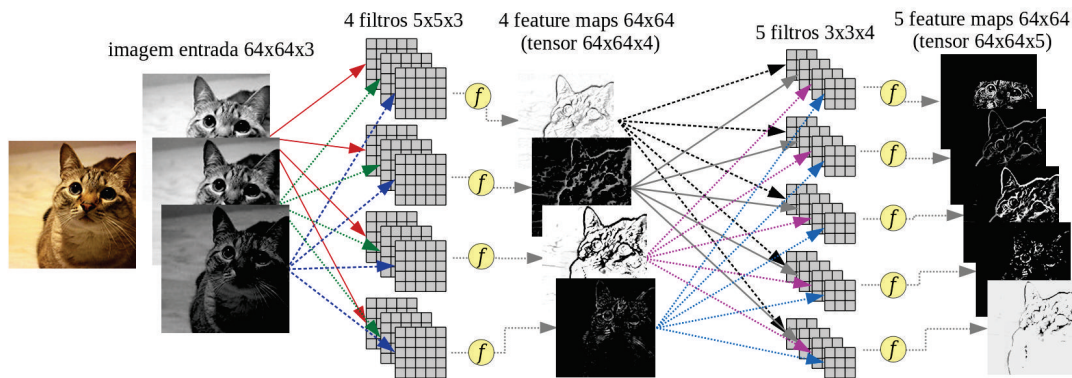 imagem entrada 64x64x3
4 filtros 5x5x3
4 feature maps 64x64
(tensor 64x64x4)
5 filtros 3x3x4
5 feature maps 64x64
(tensor 64x64x5)
f
f
f
f
f
f
f
f
f